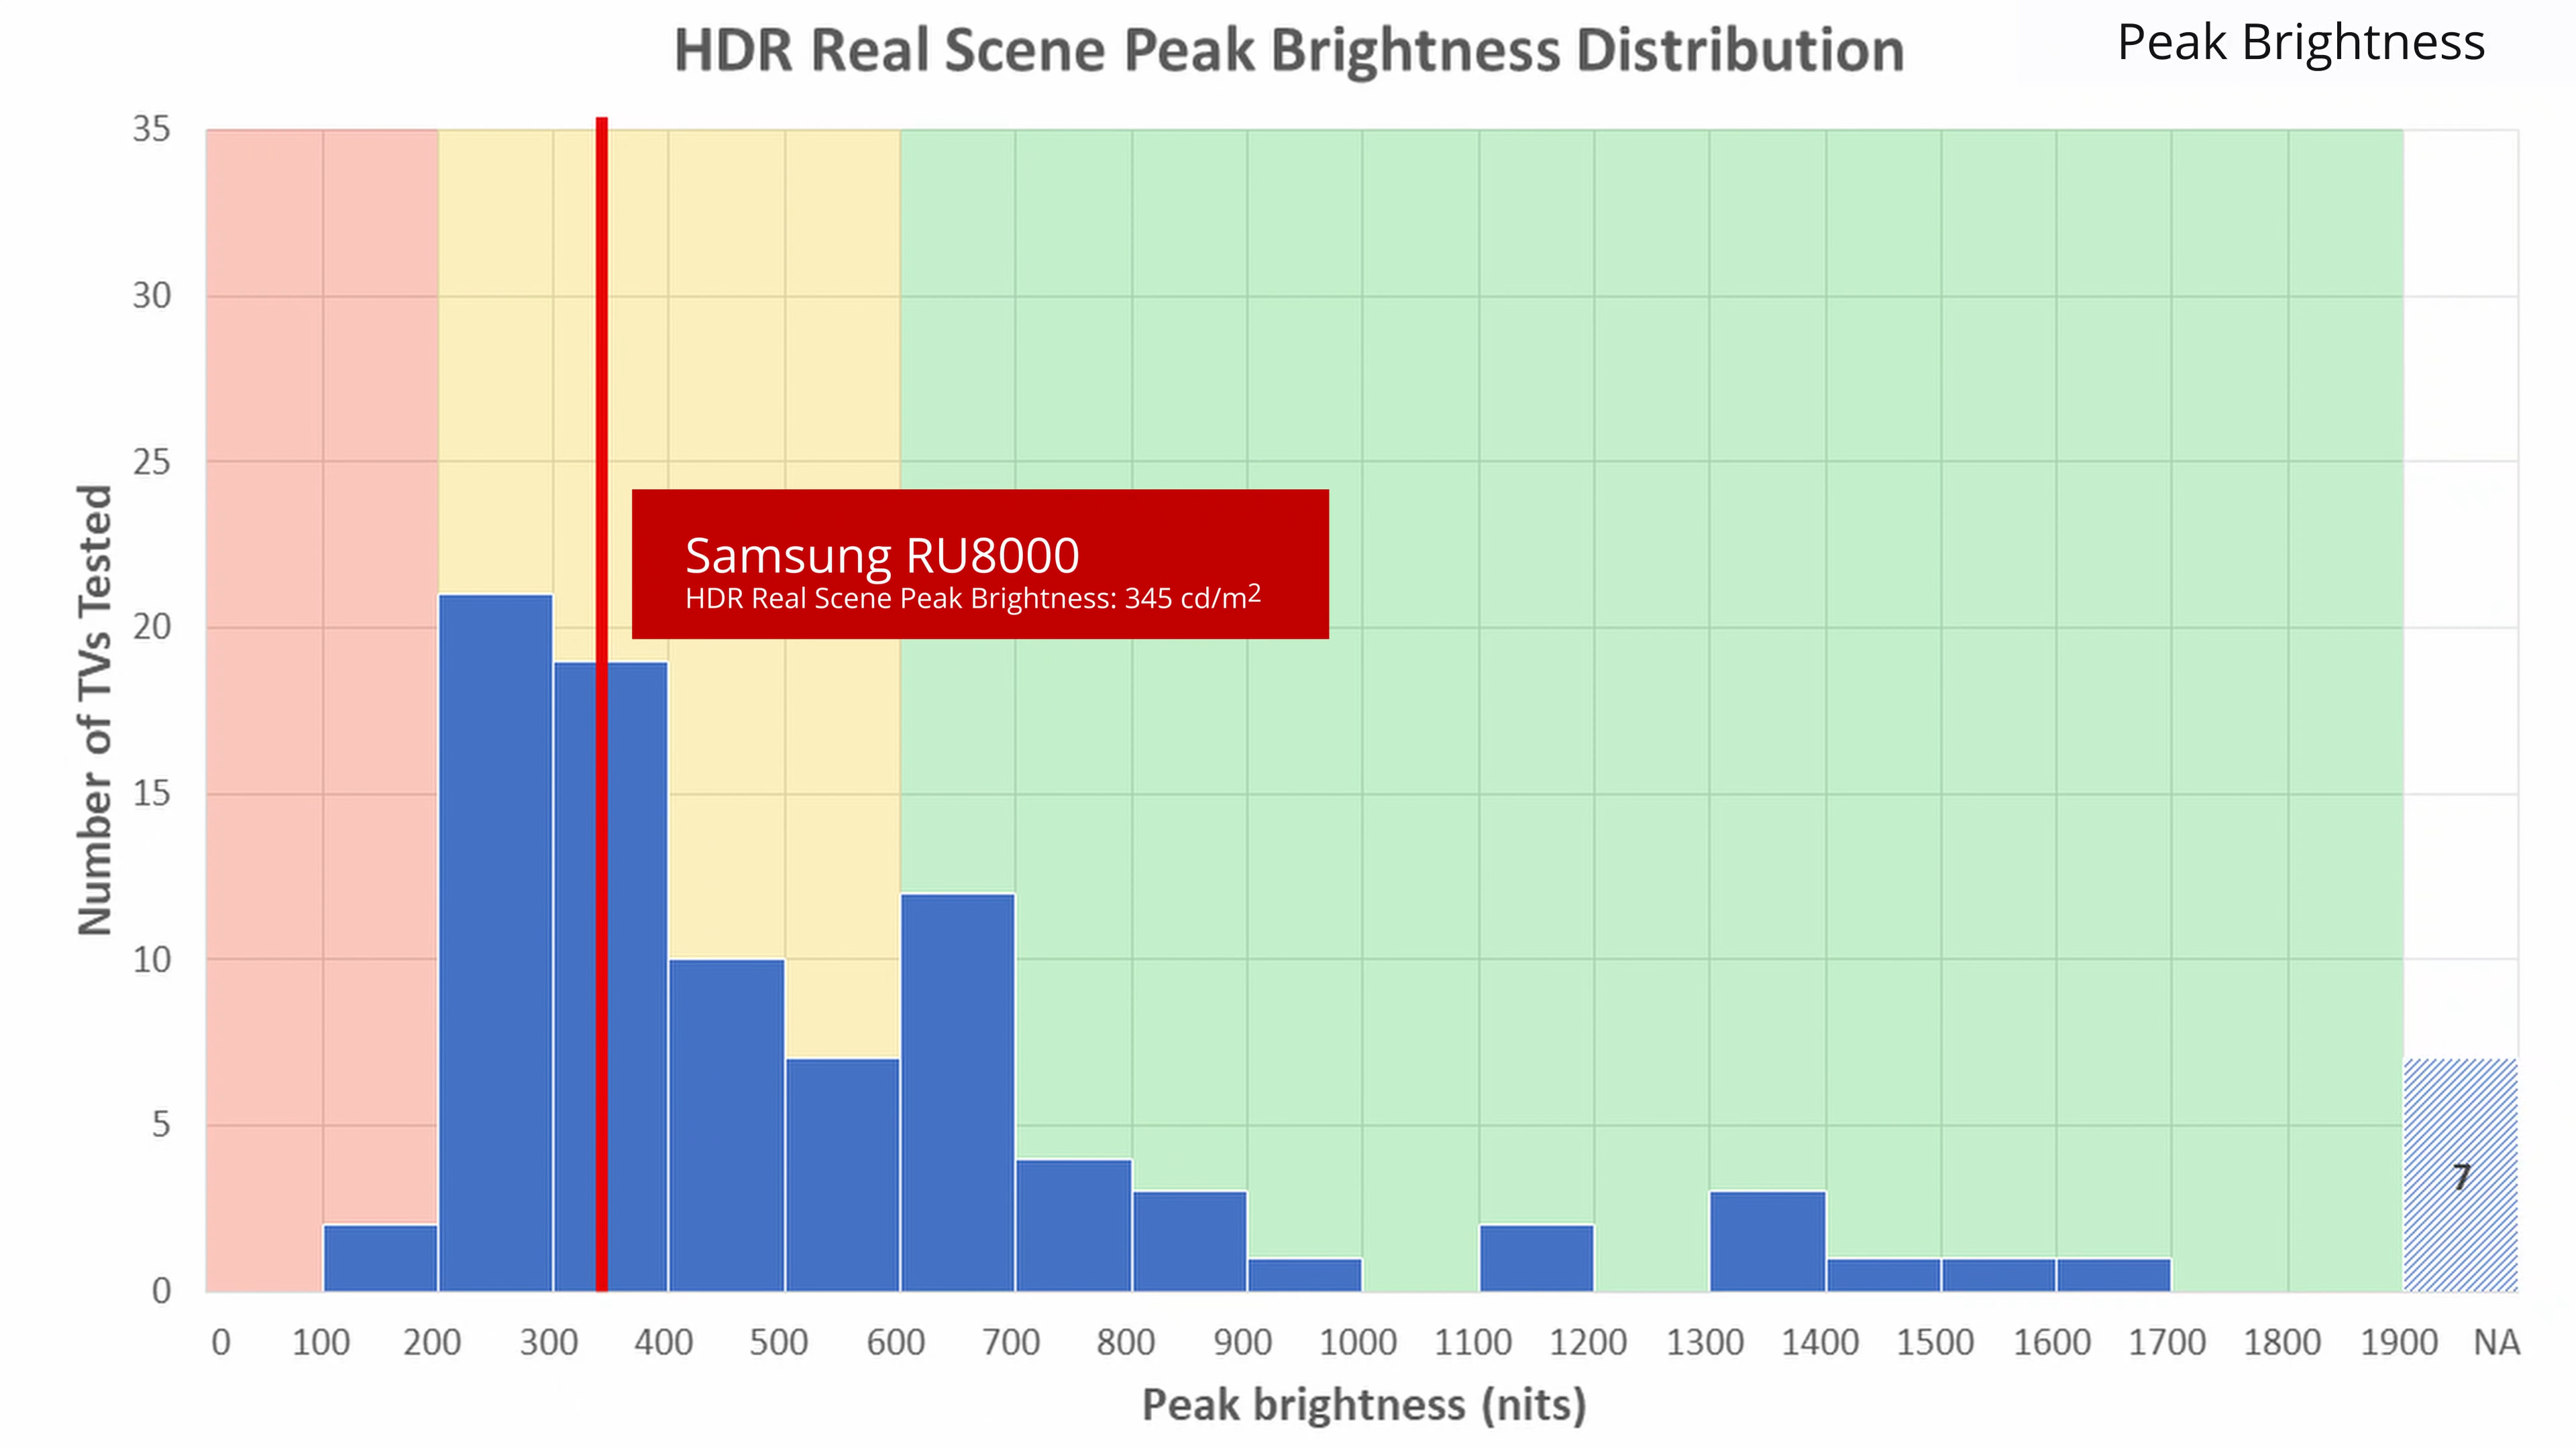 HDR Real Scene Peak Brightness Distribution
Peak Brightness
Number of TVs Tested
35
30
25
20
15
10
5
0
Samsung RU8000
HDR Real Scene Peak Brightness: 345 cd/m²
7
0 100 200 300 400 500 600 700 800 900 1000 1100 1200 1300 1400 1500 1600 1700 1800 1900 NA
Peak brightness (nits)